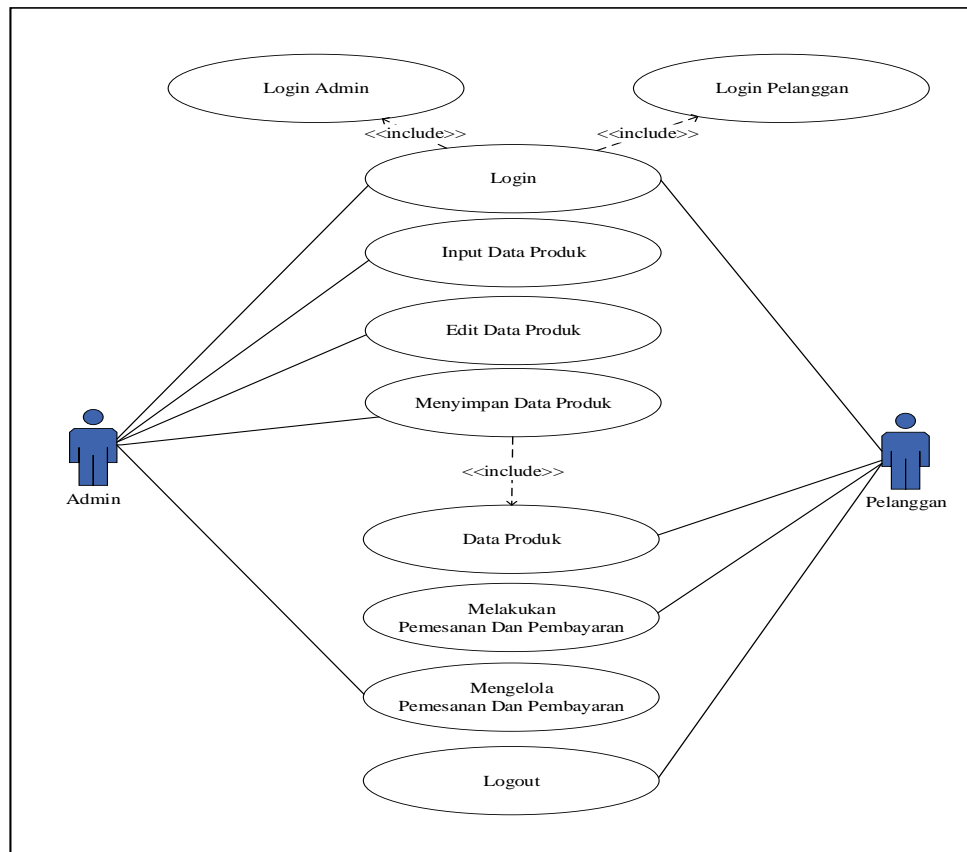 Login Admin
Login Pelanggan
<<include>>
<<include>>
Login
Input Data Produk
Edit Data Produk
Menyimpan Data Produk
<<include>>
Admin
Pelanggan
Data Produk
Melakukan
Pemesanan Dan Pembayaran
Mengelola
Pemesanan Dan Pembayaran
Logout